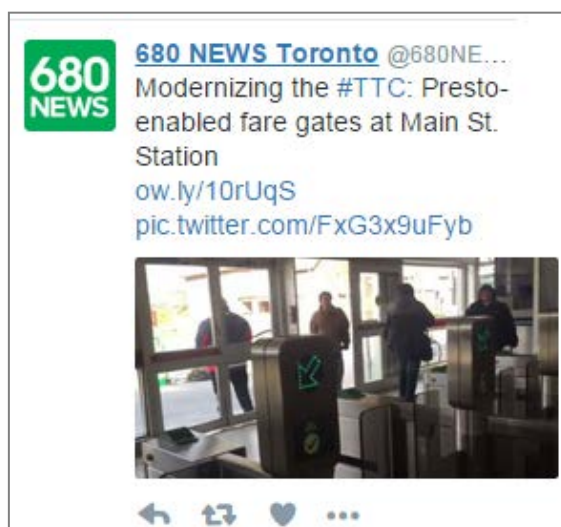 680
NEWS
680 NEWS Toronto @680NE...
Modernizing the #TTC: Presto-
enabled fare gates at Main St.
Station
ow.ly/10rUqS
pic.twitter.com/FxG3x9uFyb